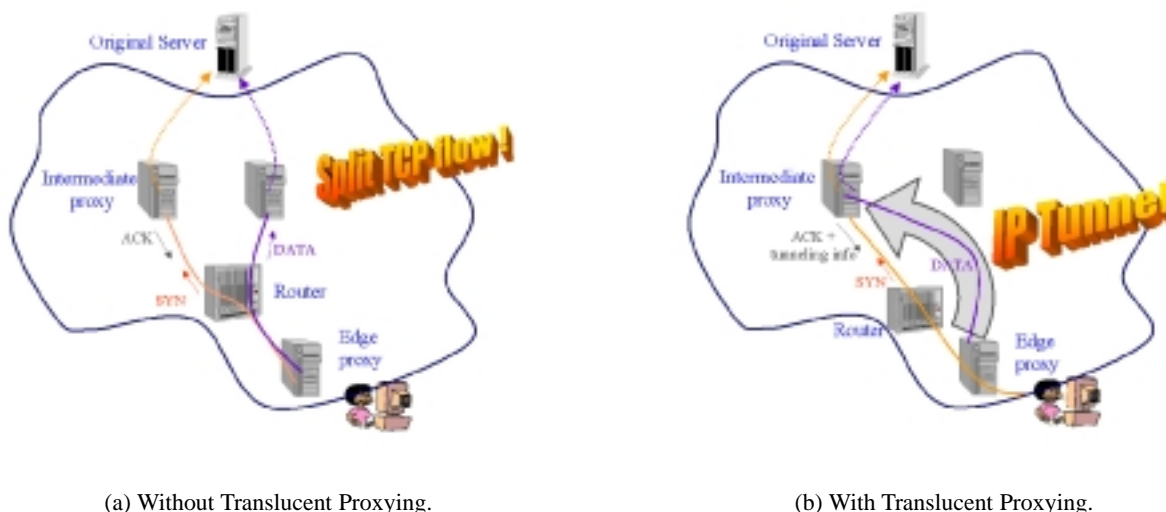 Original Server
Intermediate
proxy
Split TCP flow !
ACK
DATA
SYN
Router
Edge
proxy
(a) Without Translucent Proxying.
Original Server
Intermediate
proxy
IP Tunnel
ACK +
tunneling info
DATA
SYN
Router
Edge
proxy
(b) With Translucent Proxying.